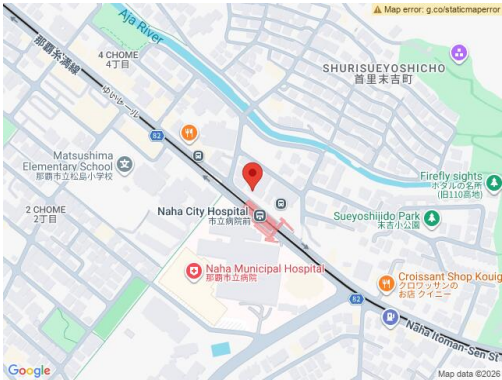 Map error: g.co/staticmaperror
Aja River
那覇糸満線
4 CHOME
4丁目
SHURISUEYOSHICHO
首里末吉町
ゆいレール
82
Matsushima
Elementary School
那覇市立松島小学校
Firefly sights
ホタルの名所
(旧110高地)
2 CHOME
2丁目
Naha City Hospital
市立病院前
Sueyoshijido Park
末吉小公園
Naha Municipal Hospital
那覇市立病院
Croissant Shop Kouig
クロワッサンの
お店 クイニー
82
Naha Itoman-Sen St
Google
Map data ©2026